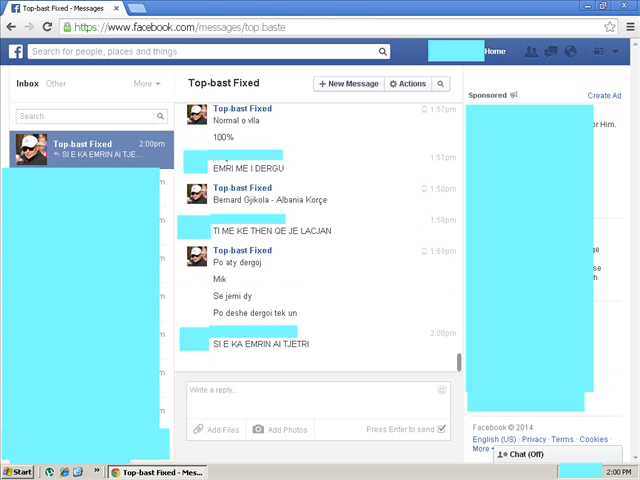 Top-bast Fixed - Messages
https://www.facebook.com/messages/top.baste
Search for people, places and things
Home
Inbox Other More
Top-bast Fixed
+ New Message
Actions
Search
Top-bast Fixed 2:00pm
SI E KA EMRIN AI TJE...
Top-bast Fixed 1:57pm
Normal o vlla
100%
1:57pm
EMRI ME I DERGU
Top-bast Fixed 1:58pm
Bernard Gjikola - Albania Korçe
1:59pm
TI ME KE THEN QE JE LACJAN
Top-bast Fixed 1:59pm
Po aty dergoj
Mik
Se jemi dy
Po deshe dergoi tek un
2:00pm
SI E KA EMRIN AI TJETRI
Write a reply...
Add Files Add Photos Press Enter to send
Sponsored Create Ad
or Him.
Facebook © 2014
English (US) · Privacy · Terms · Cookies ·
More
Chat (Off)
Start
Top-bast Fixed - Mes...
2:00 PM